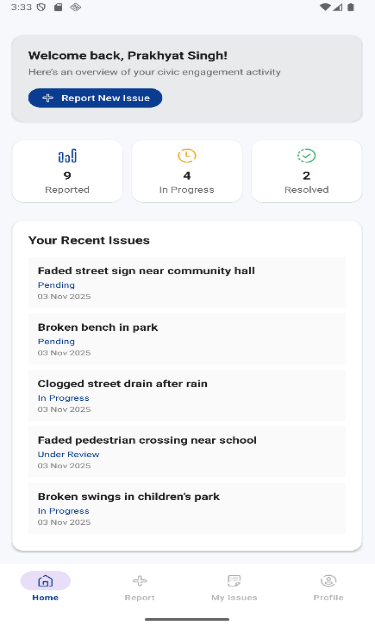 3:33
Welcome back, Prakhyat Singh!
Here's an overview of your civic engagement activity
Report New Issue
9
Reported
4
In Progress
2
Resolved
Your Recent Issues
Faded street sign near community hall
Pending
03 Nov 2025
Broken bench in park
Pending
03 Nov 2025
Clogged street drain after rain
In Progress
03 Nov 2025
Faded pedestrian crossing near school
Under Review
03 Nov 2025
Broken swings in children's park
In Progress
03 Nov 2025
Home
Report
My Issues
Profile